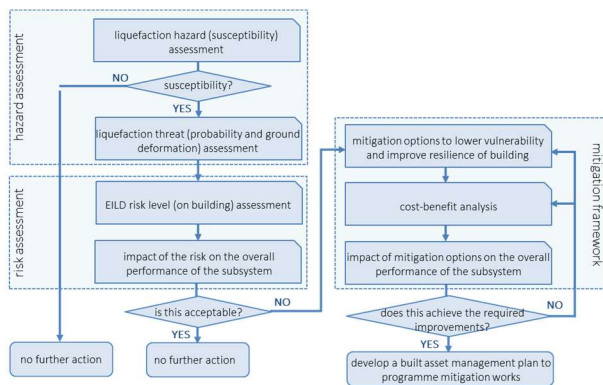 hazard assessment
liquefaction hazard (susceptibility)
assessment
susceptibility?
NO
YES
liquefaction threat (probability and ground
deformation) assessment
risk assessment
EILD risk level (on building) assessment
impact of the risk on the overall
performance of the subsystem
is this acceptable?
NO
YES
no further action
no further action
mitigation framework
mitigation options to lower vulnerability
and improve resilience of building
cost-benefit analysis
impact of mitigation options on the overall
performance of the subsystem
does this achieve the required
improvements?
NO
YES
develop a built asset management plan to
programme mitigation works